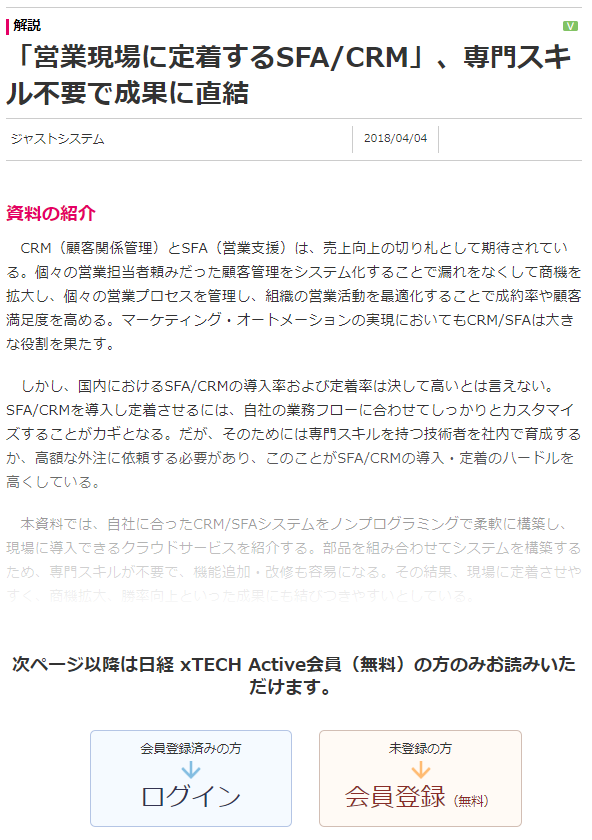 解説
V
「営業現場に定着するSFA/CRM」、専門スキ
ル不要で成果に直結
ジャストシステム
2018/04/04
資料の紹介
CRM（顧客関係管理）とSFA（営業支援）は、売上向上の切り札として期待されてい
る。個々の営業担当者頼みだった顧客管理をシステム化することで漏れをなくして商機を
拡大し、個々の営業プロセスを管理し、組織の営業活動を最適化することで成約率や顧客
満足度を高める。マーケティング・オートメーションの実現においてもCRM/SFAは大き
な役割を果たす。
しかし、国内におけるSFA/CRMの導入率および定着率は決して高いとは言えない。
SFA/CRMを導入し定着させるには、自社の業務フローに合わせてしっかりとカスタマイ
ズすることがカギとなる。だが、そのためには専門スキルを持つ技術者を社内で育成する
か、高額な外注に依頼する必要があり、このことがSFA/CRMの導入・定着のハードルを
高くしている。
本資料では、自社に合ったCRM/SFAシステムをノンプログラミングで柔軟に構築し、
現場に導入できるクラウドサービスを紹介する。部品を組み合わせてシステムを構築する
ため、専門スキルが不要で、機能追加・改修も容易になる。その結果、現場に定着させや
すく、商機拡大、勝率向上といった成果にも結びつきやすいとしている。
次ページ以降は日経 xTECH Active会員（無料）の方のみお読みいた
だけます。
会員登録済みの方
ログイン
未登録の方
会員登録（無料）